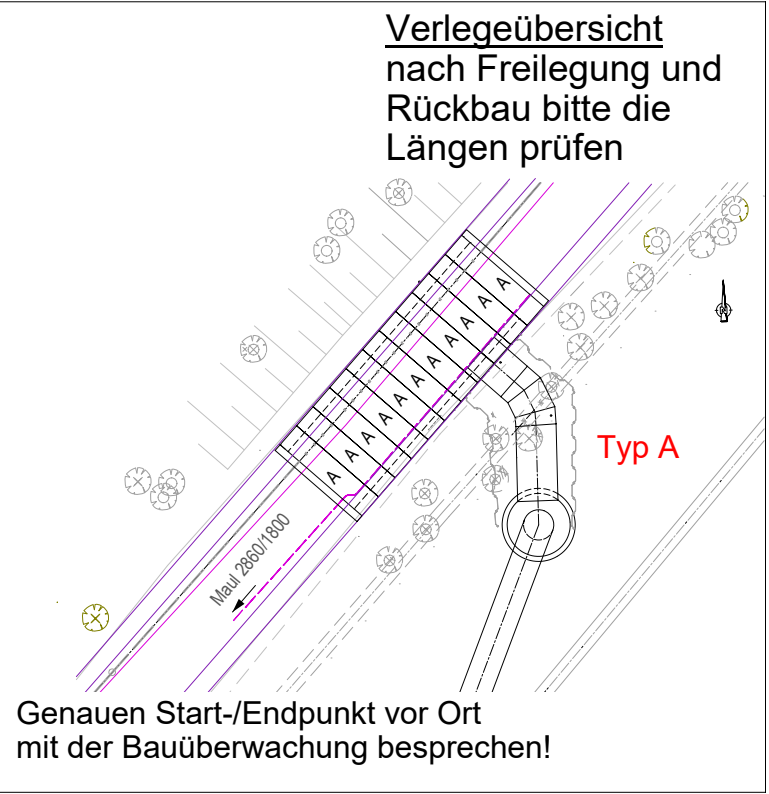 Verlegeübersicht
nach Freilegung und
Rückbau bitte die
Längen prüfen
A
A
A
A
A
A
A
A
A
A
Typ A
Maul 2860/1800
Genauen Start-/Endpunkt vor Ort
mit der Bauüberwachung besprechen!